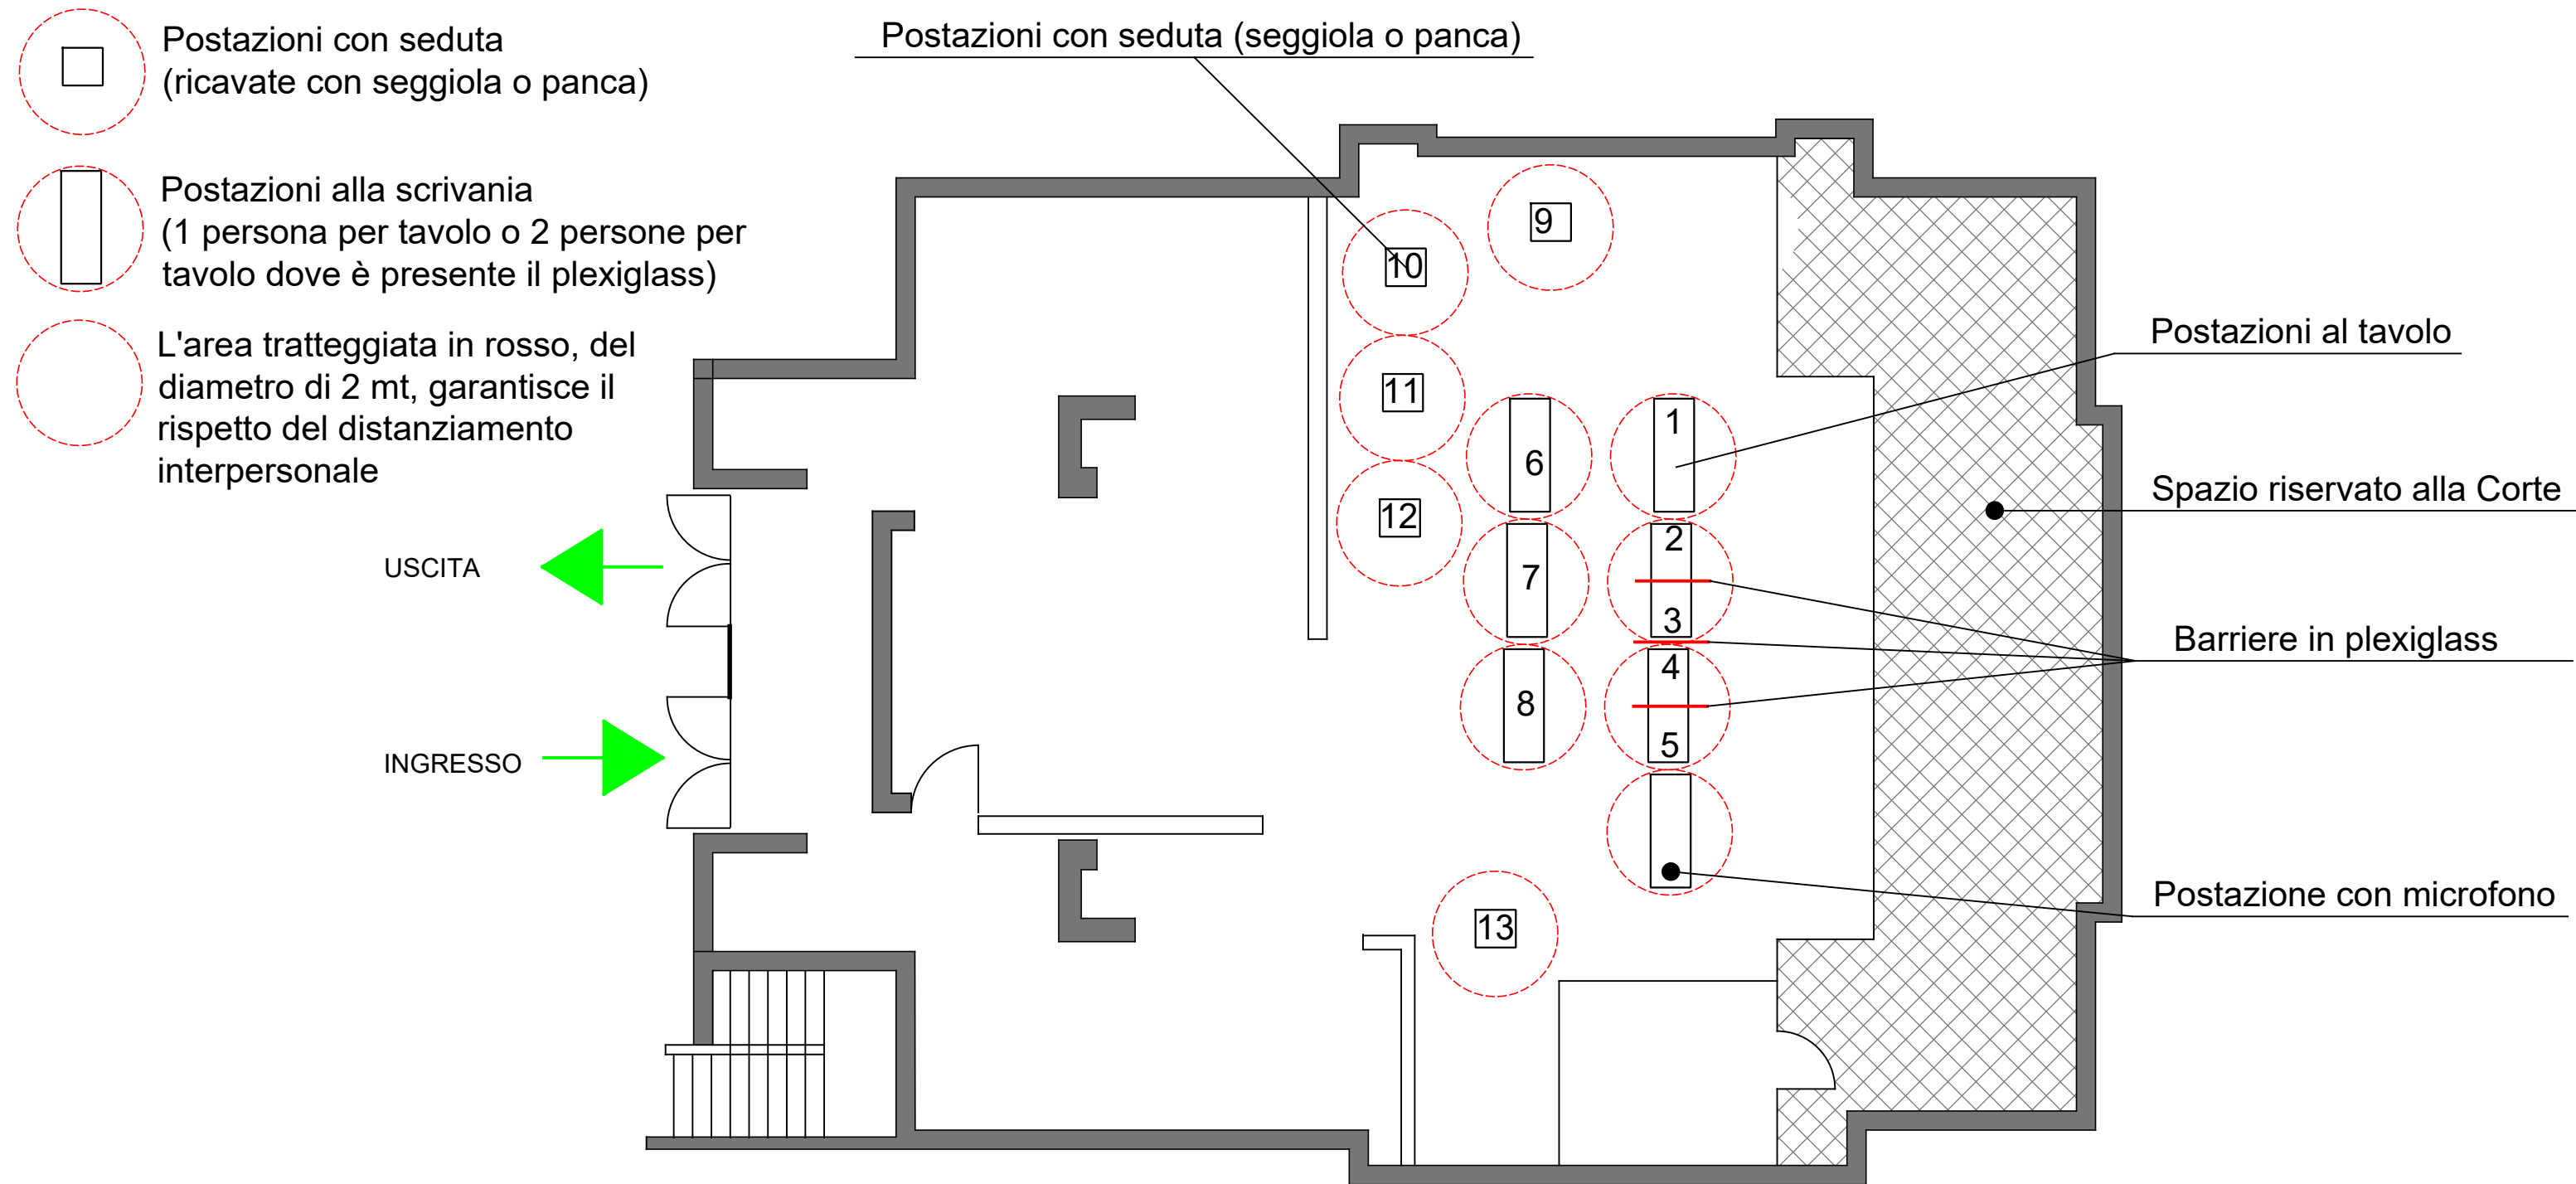 Postazioni con seduta
(ricavate con seggiola o panca)
Postazioni alla scrivania
(1 persona per tavolo o 2 persone per
tavolo dove è presente il plexiglass)
L'area tratteggiata in rosso, del
diametro di 2 mt, garantisce il
rispetto del distanziamento
interpersonale
Postazioni con seduta (seggiola o panca)
USCITA
INGRESSO
9
10
11
12
6
7
8
1
2
3
4
5
13
Postazioni al tavolo
Spazio riservato alla Corte
Barriere in plexiglass
Postazione con microfono